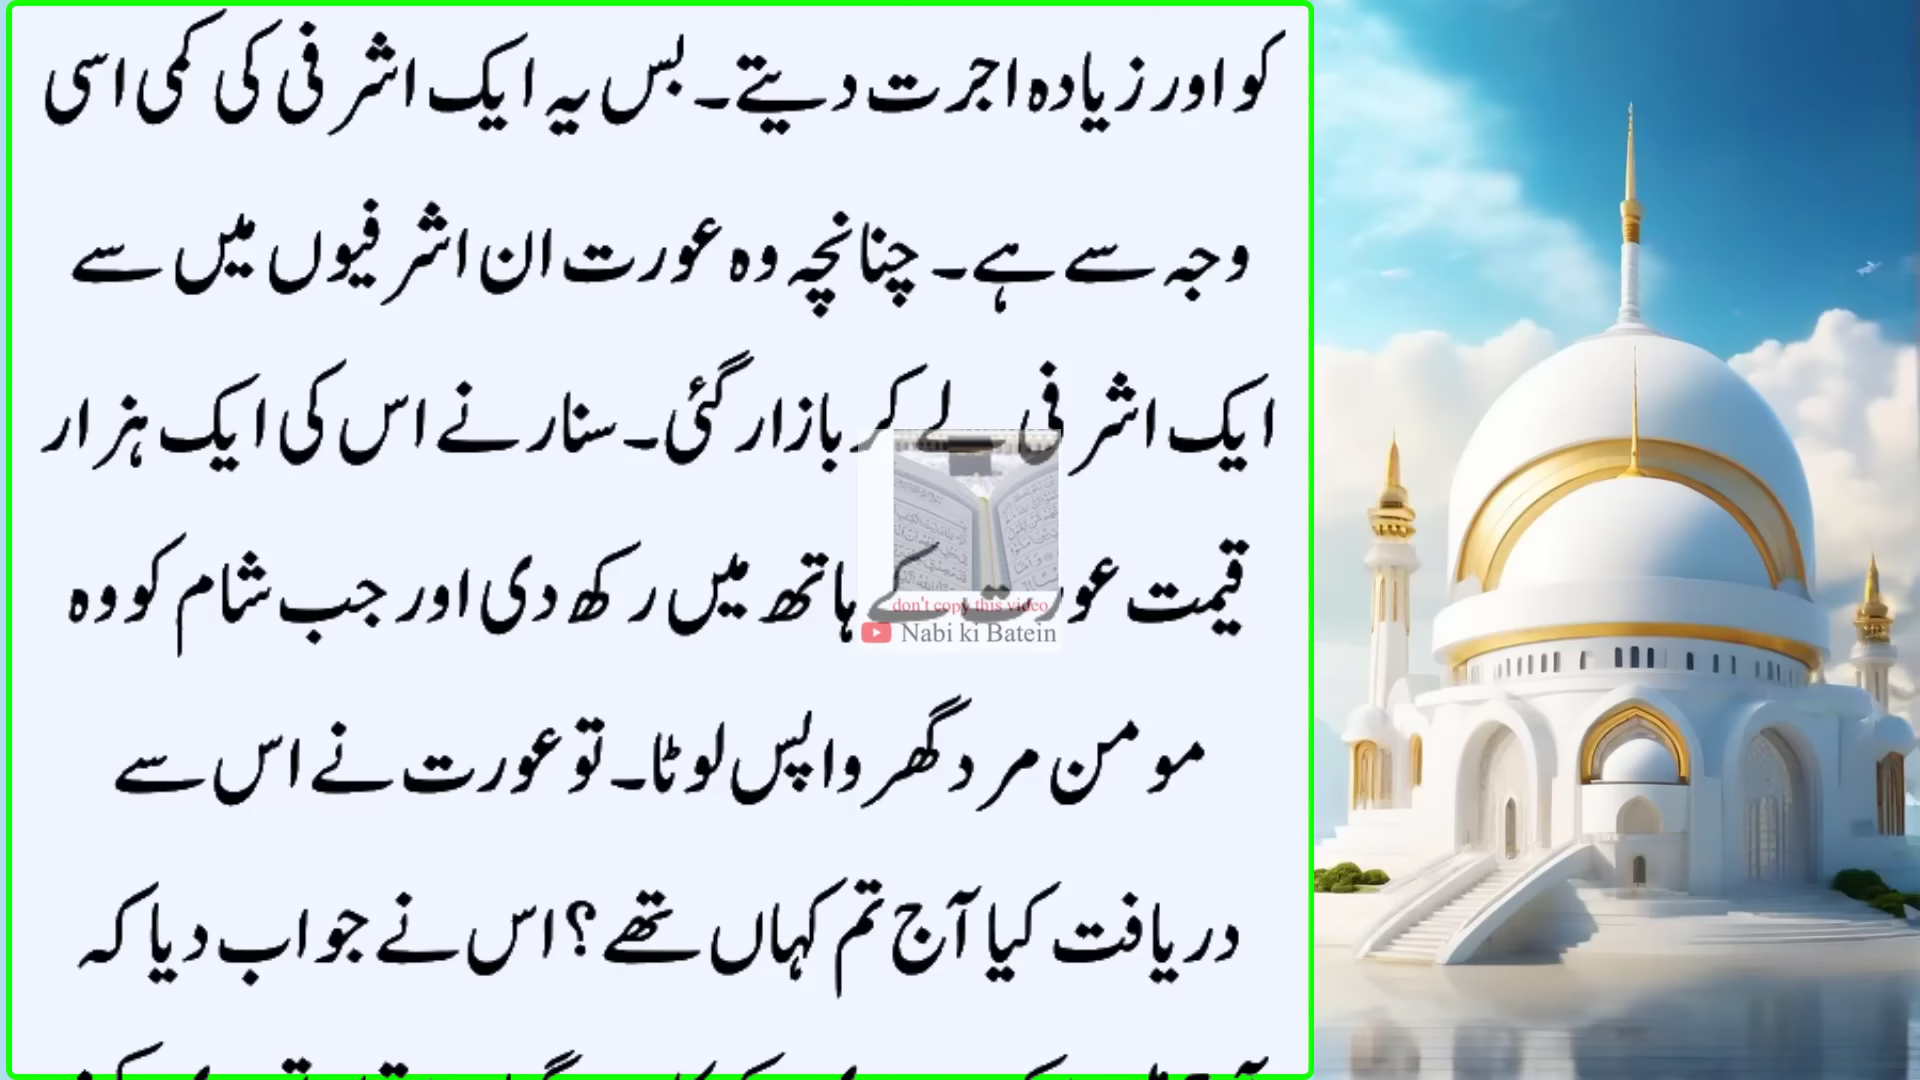 کو اور زیادہ اجرت دیتے۔ بس یہ ایک اشرفی کی کمی اسی
وجہ سے ہے۔ چنانچہ وہ عورت ان اشرفیوں میں سے
ایک اشرفی لے کر بازار گئی۔ سنار نے اس کی ایک ہزار
قیمت عورت کے ہاتھ میں رکھ دی اور جب شام کو وہ
don't copy this video
Nabi ki Batein
مومن مرد گھر واپس لوٹا۔ تو عورت نے اس سے
دریافت کیا آج تم کہاں تھے؟ اس نے جواب دیا کہ